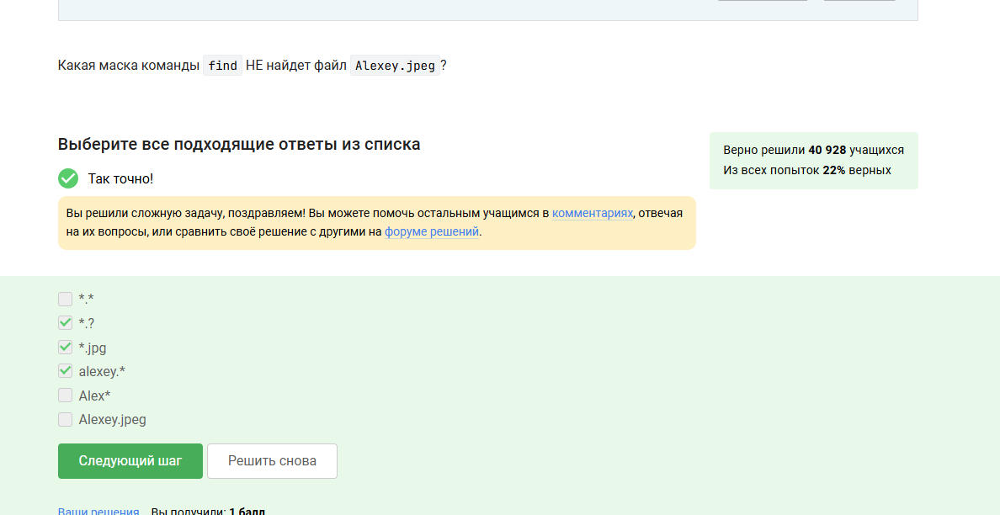 Какая маска команды find НЕ найдет файл Alexey.jpeg?
Выберите все подходящие ответы из списка
Верно решили 40 928 учащихся
Из всех попыток 22% верных
Так точно!
Вы решили сложную задачу, поздравляем! Вы можете помочь остальным учащимся в комментариях, отвечая
на их вопросы, или сравнить своё решение с другими на форуме решений.
*.*
*.?
*.jpg
alexey.*
Alex*
Alexey.jpeg
Следующий шаг
Решить снова
Ваши решения Вы получили: 1 балл